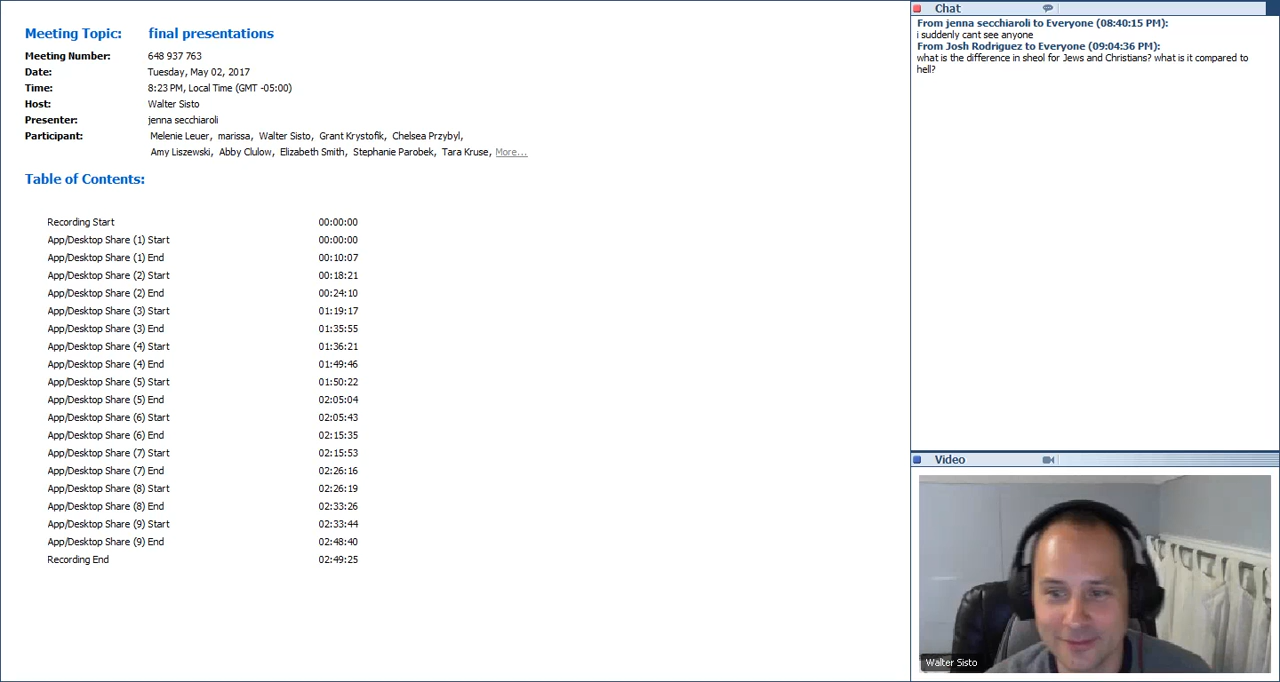 Meeting Topic: final presentations
Meeting Number: 648 937 763
Date: Tuesday, May 02, 2017
Time: 8:23 PM, Local Time (GMT -05:00)
Host: Walter Sisto
Presenter: jenna secchiaroli
Participant: Melenie Leuer, marissa, Walter Sisto, Grant Krystofik, Chelsea Przybyl,
Amy Liszewski, Abby Clulow, Elizabeth Smith, Stephanie Parobek, Tara Kruse, More...
Table of Contents:
Recording Start 00:00:00
App/Desktop Share (1) Start 00:00:00
App/Desktop Share (1) End 00:10:07
App/Desktop Share (2) Start 00:18:21
App/Desktop Share (2) End 00:24:10
App/Desktop Share (3) Start 01:19:17
App/Desktop Share (3) End 01:35:55
App/Desktop Share (4) Start 01:36:21
App/Desktop Share (4) End 01:49:46
App/Desktop Share (5) Start 01:50:22
App/Desktop Share (5) End 02:05:04
App/Desktop Share (6) Start 02:05:43
App/Desktop Share (6) End 02:15:35
App/Desktop Share (7) Start 02:15:53
App/Desktop Share (7) End 02:26:16
App/Desktop Share (8) Start 02:26:19
App/Desktop Share (8) End 02:33:26
App/Desktop Share (9) Start 02:33:44
App/Desktop Share (9) End 02:48:40
Recording End 02:49:25
Chat
From jenna secchiaroli to Everyone (08:40:15 PM):
i suddenly cant see anyone
From Josh Rodriguez to Everyone (09:04:36 PM):
what is the difference in sheol for Jews and Christians? what is it compared to
hell?
Video
Walter Sisto